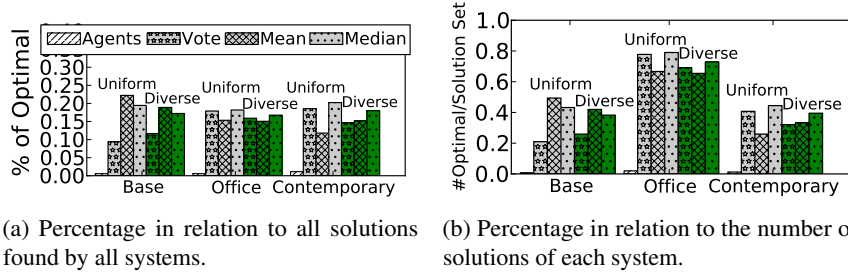 Agents Vote Mean Median
% of Optimal
0.30
0.25
0.20
0.15
0.10
0.05
0.00
Uniform Diverse Uniform Diverse Uniform Diverse
Base Office Contemporary
(a) Percentage in relation to all solutions
found by all systems.
#Optimal/Solution Set
1.0
0.8
0.6
0.4
0.2
0.0
Uniform Diverse Uniform Diverse Uniform Diverse
Base Office Contemporary
(b) Percentage in relation to the number o
solutions of each system.